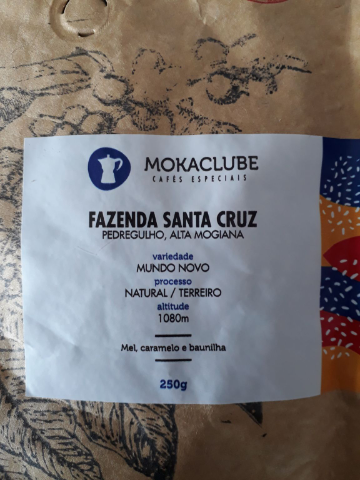 MOKACLUBE
CAFÉS ESPECIAIS
FAZENDA SANTA CRUZ
PEDREGULHO, ALTA MOGIANA
variedade
MUNDO NOVO
processo
NATURAL / TERREIRO
altitude
1080m
Mel, caramelo e baunilha
250g